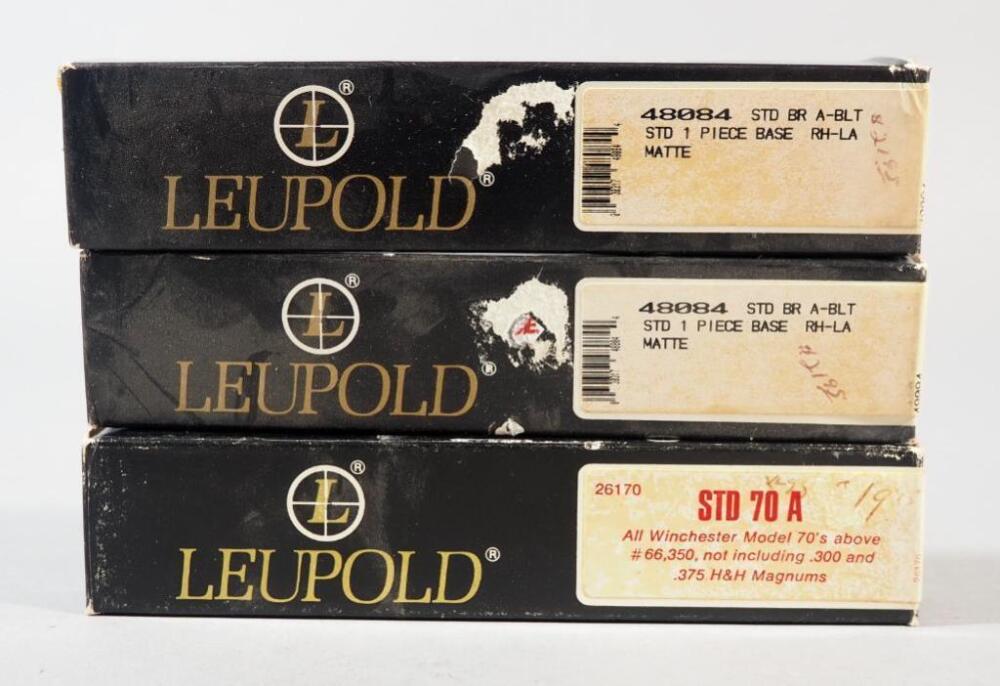 L ®
LEUPOLD®
48084 STD BR A-BLT
STD 1 PIECE BASE RH-LA
MATTE
L ®
LEUPOLD®
48084 STD BR A-BLT
STD 1 PIECE BASE RH-LA
MATTE
L ®
LEUPOLD®
26170
STD 70 A
19
All Winchester Model 70's above
#66,350, not including .300 and
.375 H&H Magnums